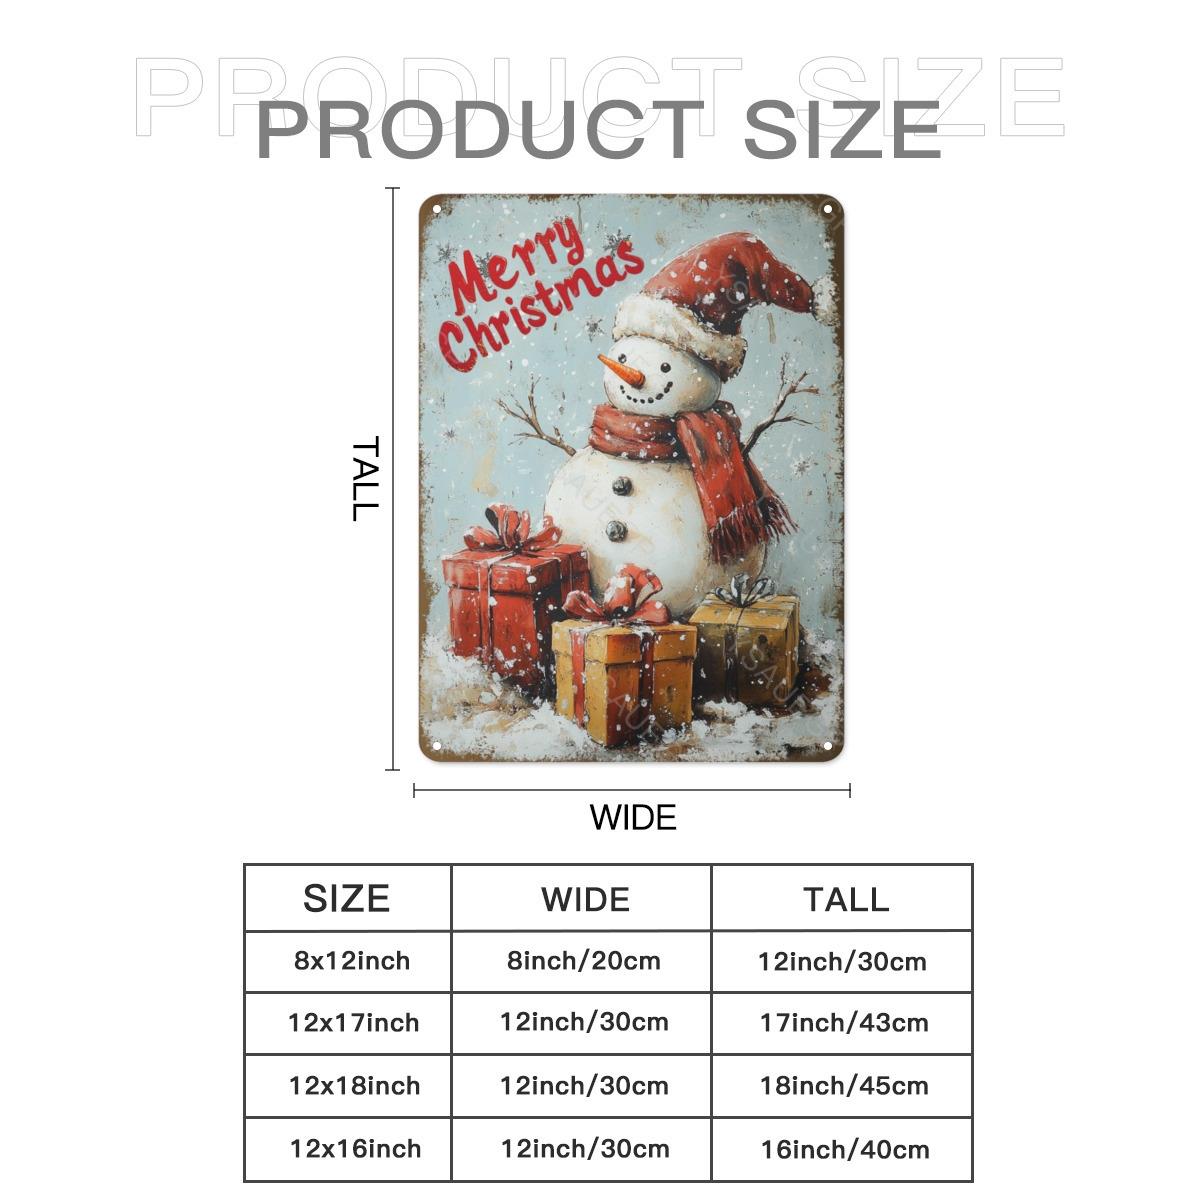 PRODUCT SIZE
PRODUCT SIZE
Merry
Christmas
TALL
WIDE
SIZE WIDE TALL
8x12inch 8inch/20cm 12inch/30cm
12x17inch 12inch/30cm 17inch/43cm
12x18inch 12inch/30cm 18inch/45cm
12x16inch 12inch/30cm 16inch/40cm